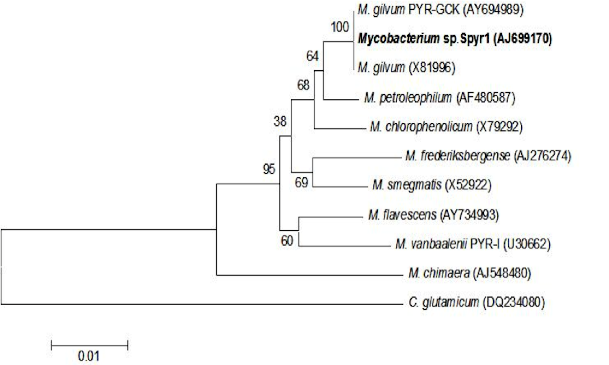 M. gilvum PYR-GCK (AY694989)
100
Mycobacterium sp.Spyr1 (AJ699170)
64
M. gilvum (X81996)
68
M. petroleophilum (AF480587)
38
M. chlorophenolicum (X79292)
95
M. frederiksbergense (AJ276274)
69
M. smegmatis (X52922)
M. flavescens (AY734993)
60
M. vanbaalenii PYR-I (U30662)
M. chimaera (AJ548480)
C. glutamicum (DQ234080)
0.01